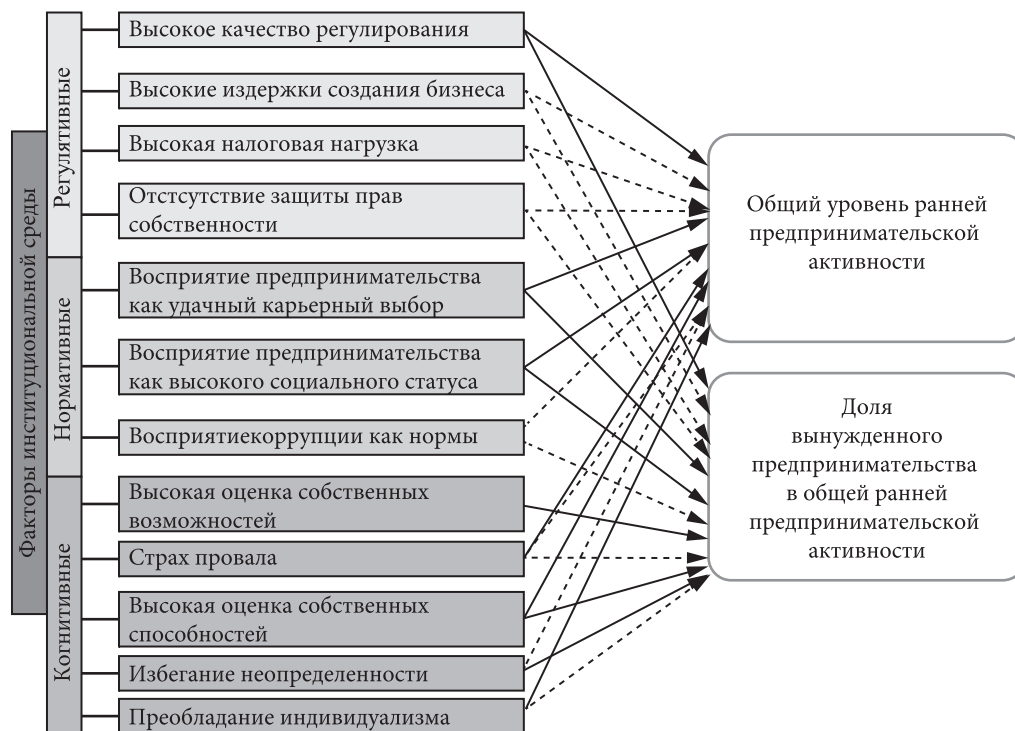 Факторы институциональной среды
Регулятивные
Высокое качество регулирования
Высокие издержки создания бизнеса
Высокая налоговая нагрузка
Отстсутствие защиты прав
собственности
Нормативные
Восприятие предпринимательства
как удачный карьерный выбор
Восприятие предпринимательства
как высокого социального статуса
Восприятиекоррупции как нормы
Когнитивные
Высокая оценка собственных
возможностей
Страх провала
Высокая оценка собственных
способностей
Избегание неопределенности
Преобладание индивидуализма
Общий уровень ранней
предпринимательской
активности
Доля
вынужденного
предпринимательства
в общей ранней
предпринимательской
активности